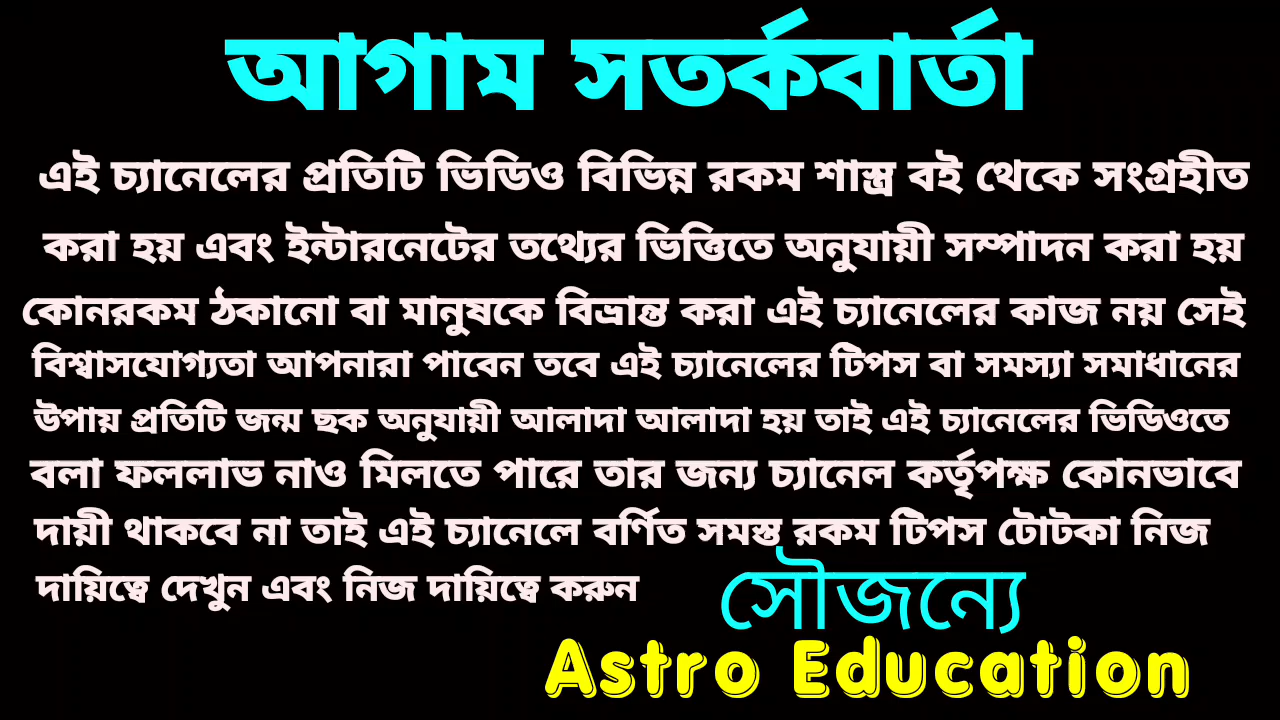 আগাম সতর্কবার্তা
এই চ্যানেলের প্রতিটি ভিডিও বিভিন্ন রকম শাস্ত্র বই থেকে সংগ্রহীত
করা হয় এবং ইন্টারনেটের তথ্যের ভিত্তিতে অনুযায়ী সম্পাদন করা হয়
কোনরকম ঠকানো বা মানুষকে বিভ্রান্ত করা এই চ্যানেলের কাজ নয় সেই
বিশ্বাসযোগ্যতা আপনারা পাবেন তবে এই চ্যানেলের টিপস বা সমস্যা সমাধানের
উপায় প্রতিটি জন্ম ছক অনুযায়ী আলাদা আলাদা হয় তাই এই চ্যানেলের ভিডিওতে
বলা ফললাভ নাও মিলতে পারে তার জন্য চ্যানেল কর্তৃপক্ষ কোনভাবে
দায়ী থাকবে না তাই এই চ্যানেলে বর্ণিত সমস্ত রকম টিপস টোটকা নিজ
দায়িত্বে দেখুন এবং নিজ দায়িত্বে করুন
সৌজন্যে
Astro Education